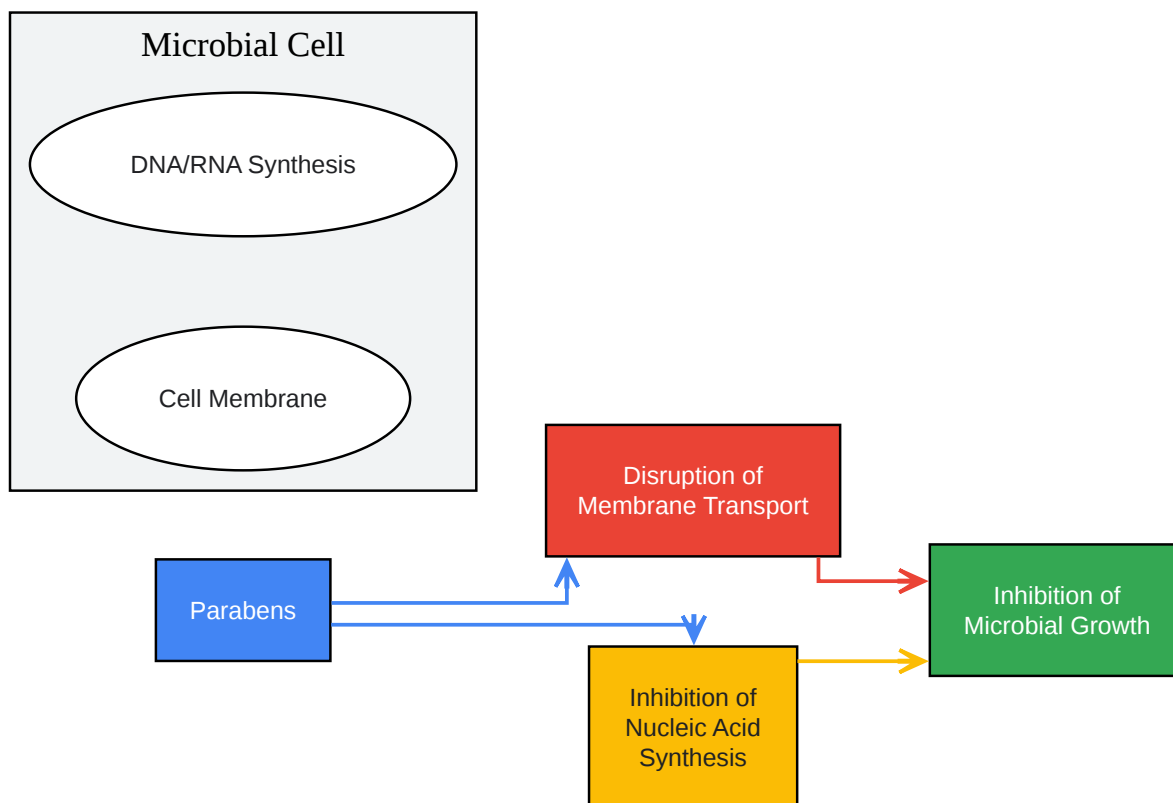 Microbial Cell
DNA/RNA Synthesis
Cell Membrane
Disruption of
Membrane Transport
Parabens
Inhibition of
Microbial Growth
Inhibition of
Nucleic Acid
Synthesis